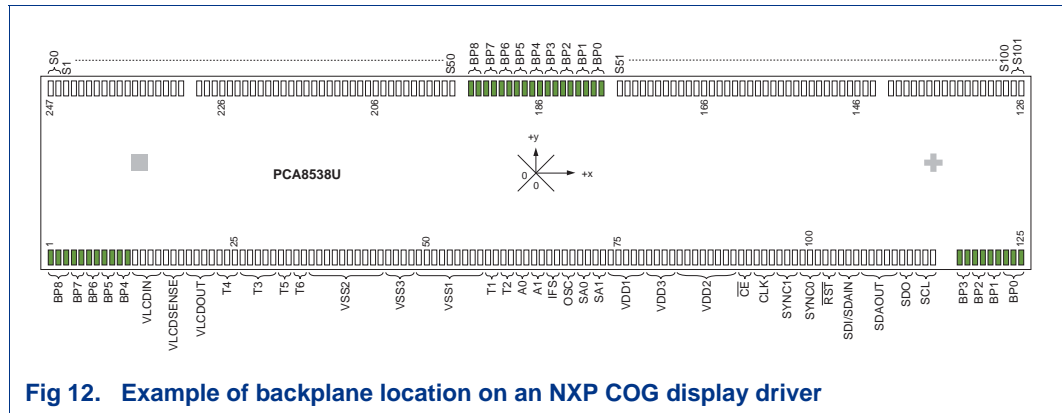 S0
S1
S50
BP8
BP7
BP6
BP5
BP4
BP3
BP2
BP1
BP0
S51
S100
S101
247
226
206
186
166
146
126
+y
+x
0
0
PCA8538U
1
25
50
75
100
125
BP8
BP7
BP6
BP5
BP4
VLCDIN
VLCDSENSE
VLCDOUT
T4
T3
T5
T6
VSS2
VSS3
VSS1
T1
T2
A0
A1
IFS
OSC
SA0
SA1
VDD1
VDD3
VDD2
CE
CLK
SYNC1
SYNC0
RST
SDI/SDAIN
SDAOUT
SDO
SCL
BP3
BP2
BP1
BP0
Fig 12. Example of backplane location on an NXP COG display driver